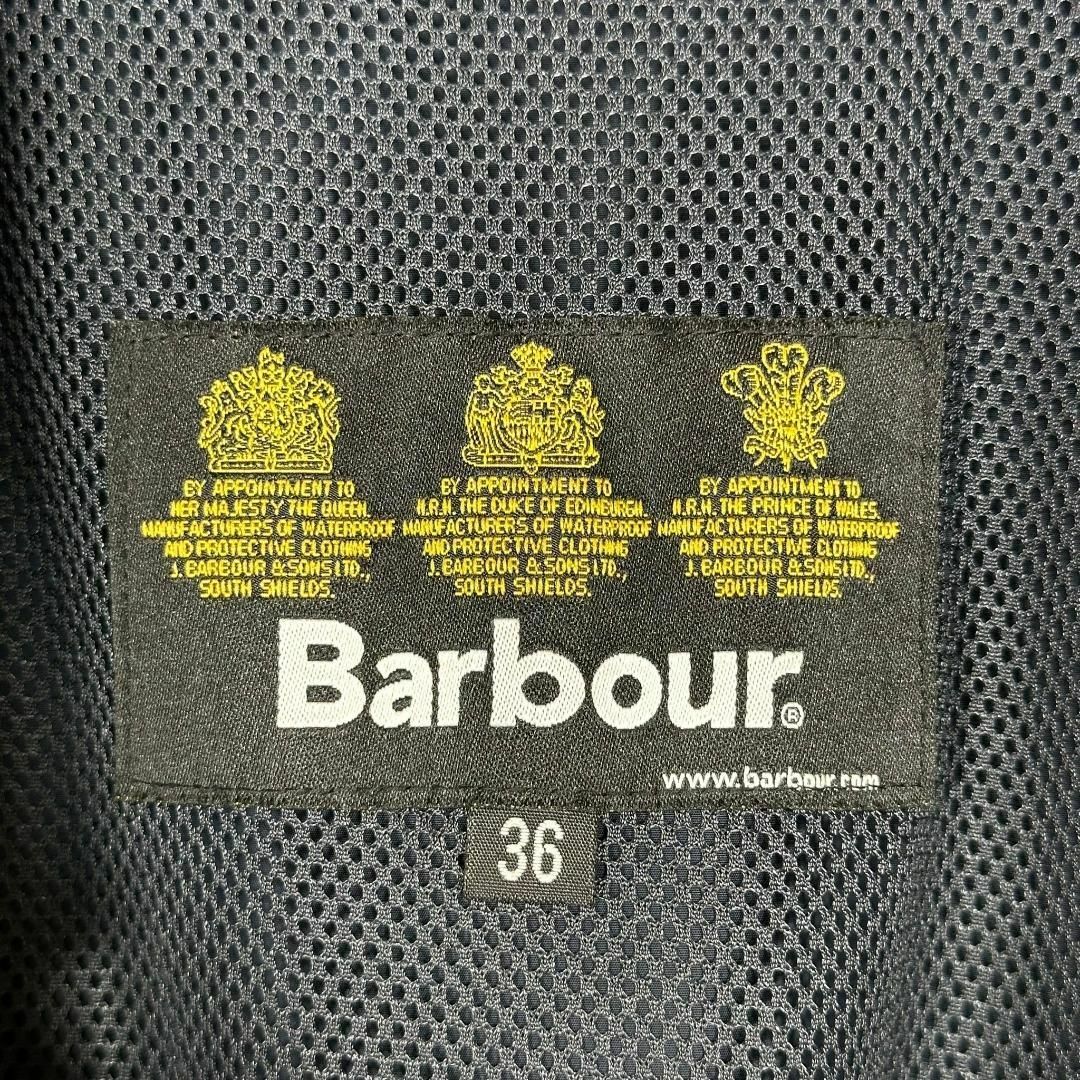 BY APPOINTMENT TO
HER MAJESTY THE QUEEN
MANUFACTURERS OF WATERPROOF
AND PROTECTIVE CLOTHING
J. BARBOUR & SONS LTD.,
SOUTH SHIELDS.
BY APPOINTMENT TO
H.R.H. THE DUKE OF EDINBURGH
MANUFACTURERS OF WATERPROOF
AND PROTECTIVE CLOTHING
J. BARBOUR & SONS LTD.,
SOUTH SHIELDS.
BY APPOINTMENT TO
H.R.H. THE PRINCE OF WALES
MANUFACTURERS OF WATERPROOF
AND PROTECTIVE CLOTHING
J. BARBOUR & SONS LTD.,
SOUTH SHIELDS.
Barbour®
www.barbour.com
36